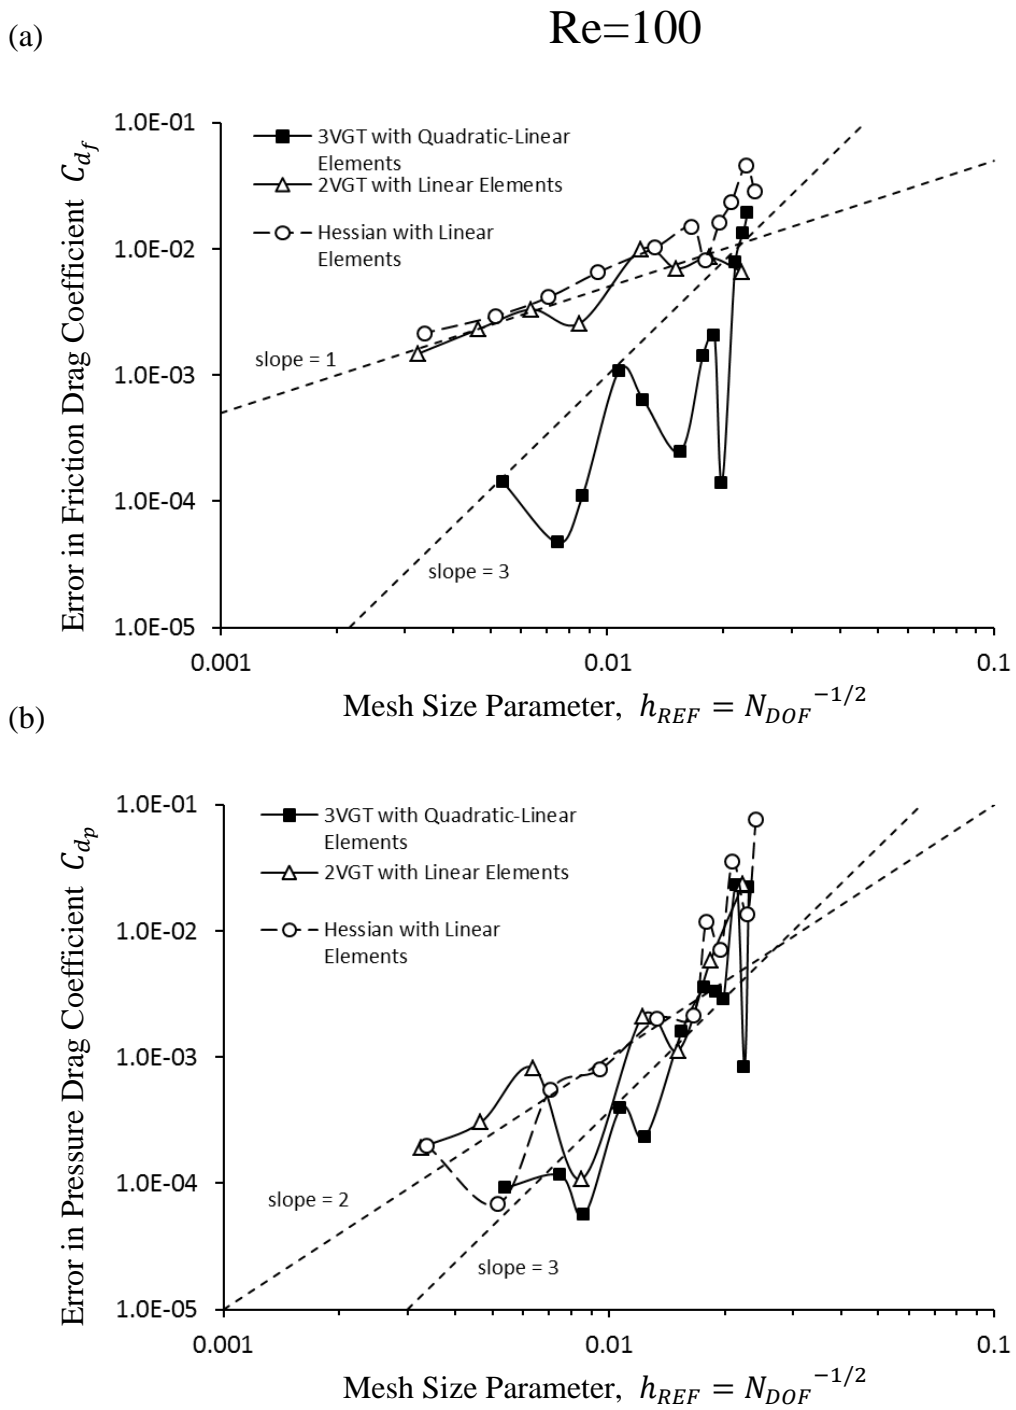 (a)
Re=100
Error in Friction Drag Coefficient C_{d_f}
1.0E-01
1.0E-02
1.0E-03
1.0E-04
1.0E-05
3VGT with Quadratic-Linear
Elements
2VGT with Linear Elements
Hessian with Linear
Elements
slope = 1
slope = 3
0.001
0.01
0.1
Mesh Size Parameter, h_{REF} = N_{DOF}^{-1/2}
(b)
Error in Pressure Drag Coefficient C_{d_p}
1.0E-01
1.0E-02
1.0E-03
1.0E-04
1.0E-05
3VGT with Quadratic-Linear
Elements
2VGT with Linear Elements
Hessian with Linear
Elements
slope = 2
slope = 3
0.001
0.01
0.1
Mesh Size Parameter, h_{REF} = N_{DOF}^{-1/2}